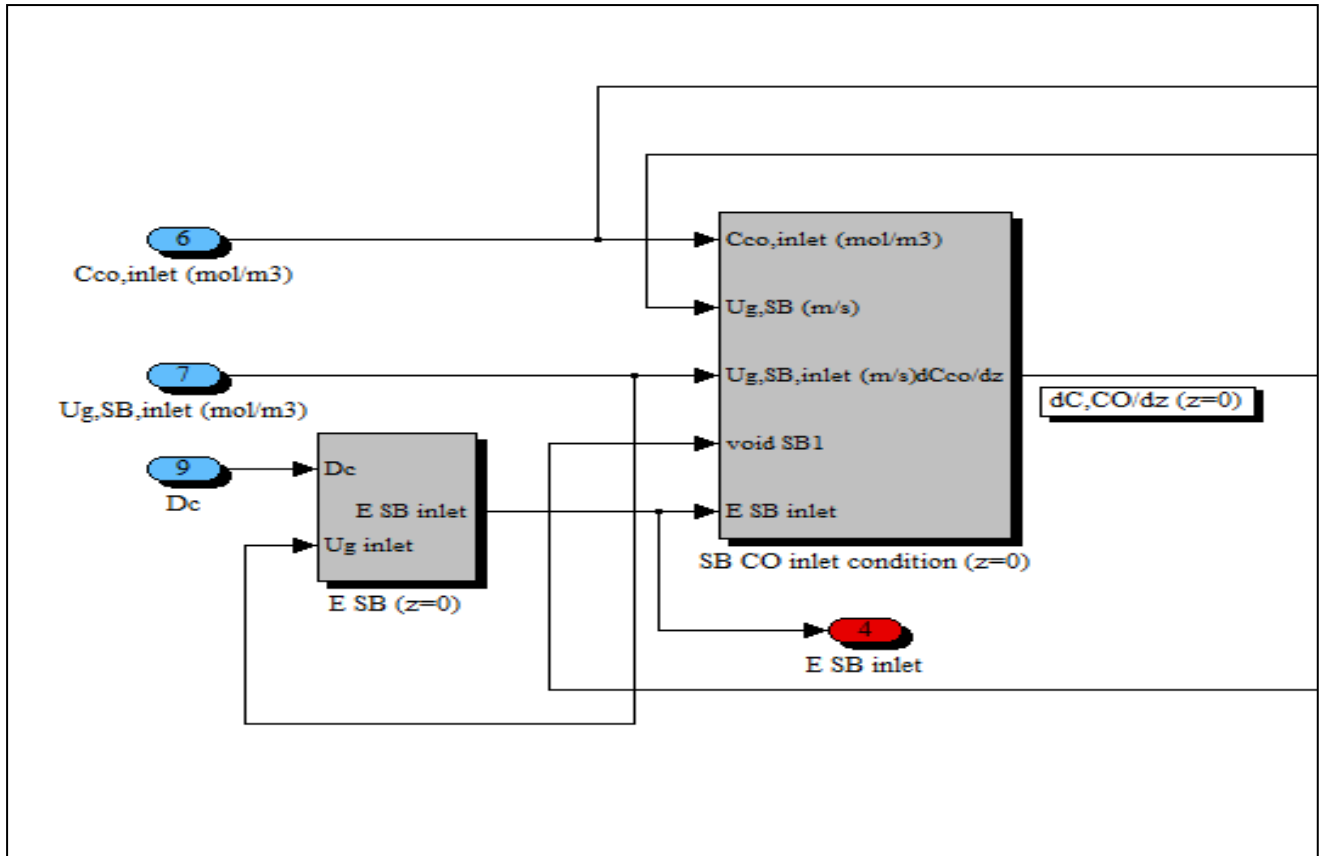 6
Cco,inlet (mol/m3)
7
Ug,SB,inlet (mol/m3)
9
Dc
Dc
E SB inlet
Ug inlet
E SB (z=0)
Cco,inlet (mol/m3)
Ug,SB (m/s)
Ug,SB,inlet (m/s)dCco/dz
void SB1
E SB inlet
SB CO inlet condition (z=0)
dC,CO/dz (z=0)
4
E SB inlet